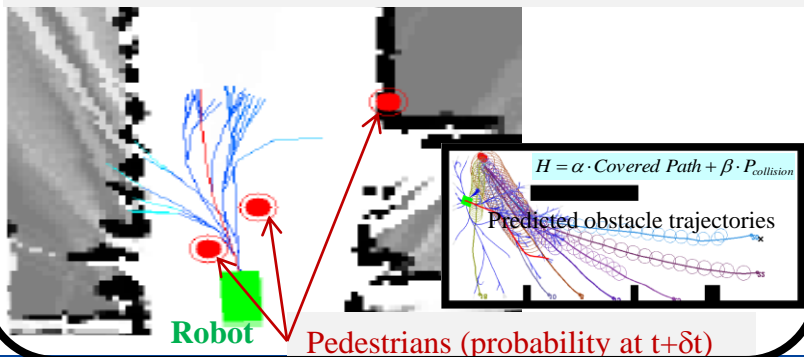 H = α · Covered Path + β · P_collision
Predicted obstacle trajectories
Robot
Pedestrians (probability at t+δt)